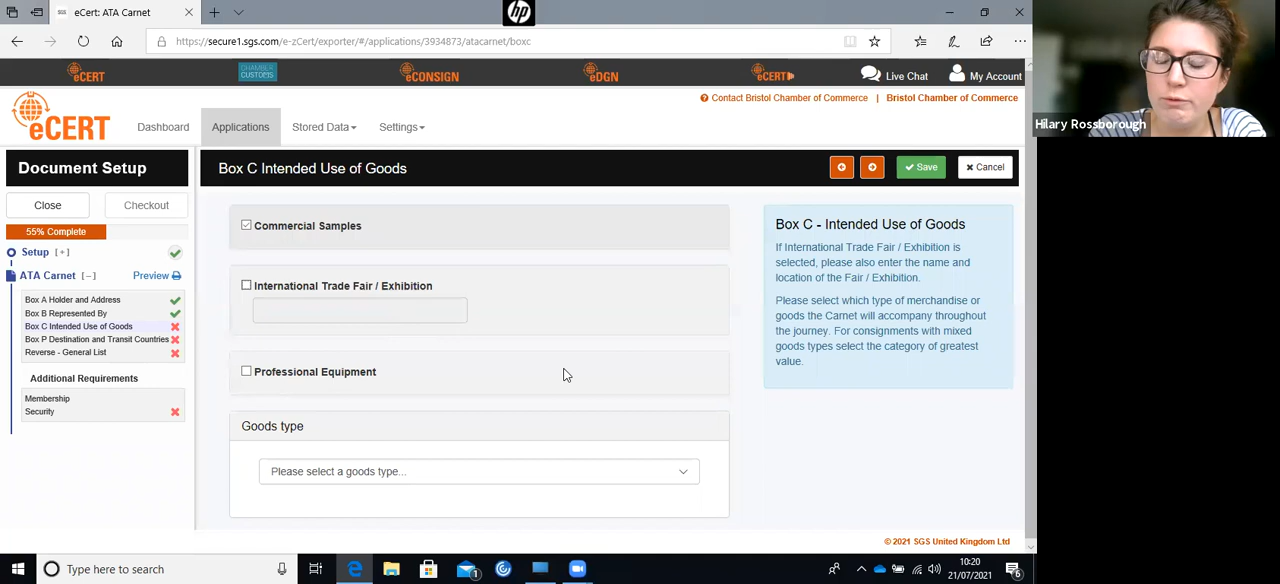 eCert: ATA Carnet
hp
https://secure1.sgs.com/e-zCert/exporter/#/applications/3934873/atacarnet/boxc
eCERT
CHAMBER CUSTOMS
eCONSIGN
eDGN
eCERT
Live Chat
My Account
Contact Bristol Chamber of Commerce | Bristol Chamber of Commerce
eCERT
Dashboard
Applications
Stored Data
Settings
Hilary Rossborough
Document Setup
Box C Intended Use of Goods
Save
Cancel
Close
Checkout
55% Complete
Setup [+]
ATA Carnet [–]
Preview
Box A Holder and Address
Box B Represented By
Box C Intended Use of Goods
Box P Destination and Transit Countries
Reverse - General List
Additional Requirements
Membership
Security
Commercial Samples
International Trade Fair / Exhibition
Professional Equipment
Goods type
Please select a goods type...
Box C - Intended Use of Goods
If International Trade Fair / Exhibition is
selected, please also enter the name and
location of the Fair / Exhibition.
Please select which type of merchandise or
goods the Carnet will accompany throughout
the journey. For consignments with mixed
goods types select the category of greatest
value.
© 2021 SGS United Kingdom Ltd
Type here to search
1
10:20
21/07/2021
6